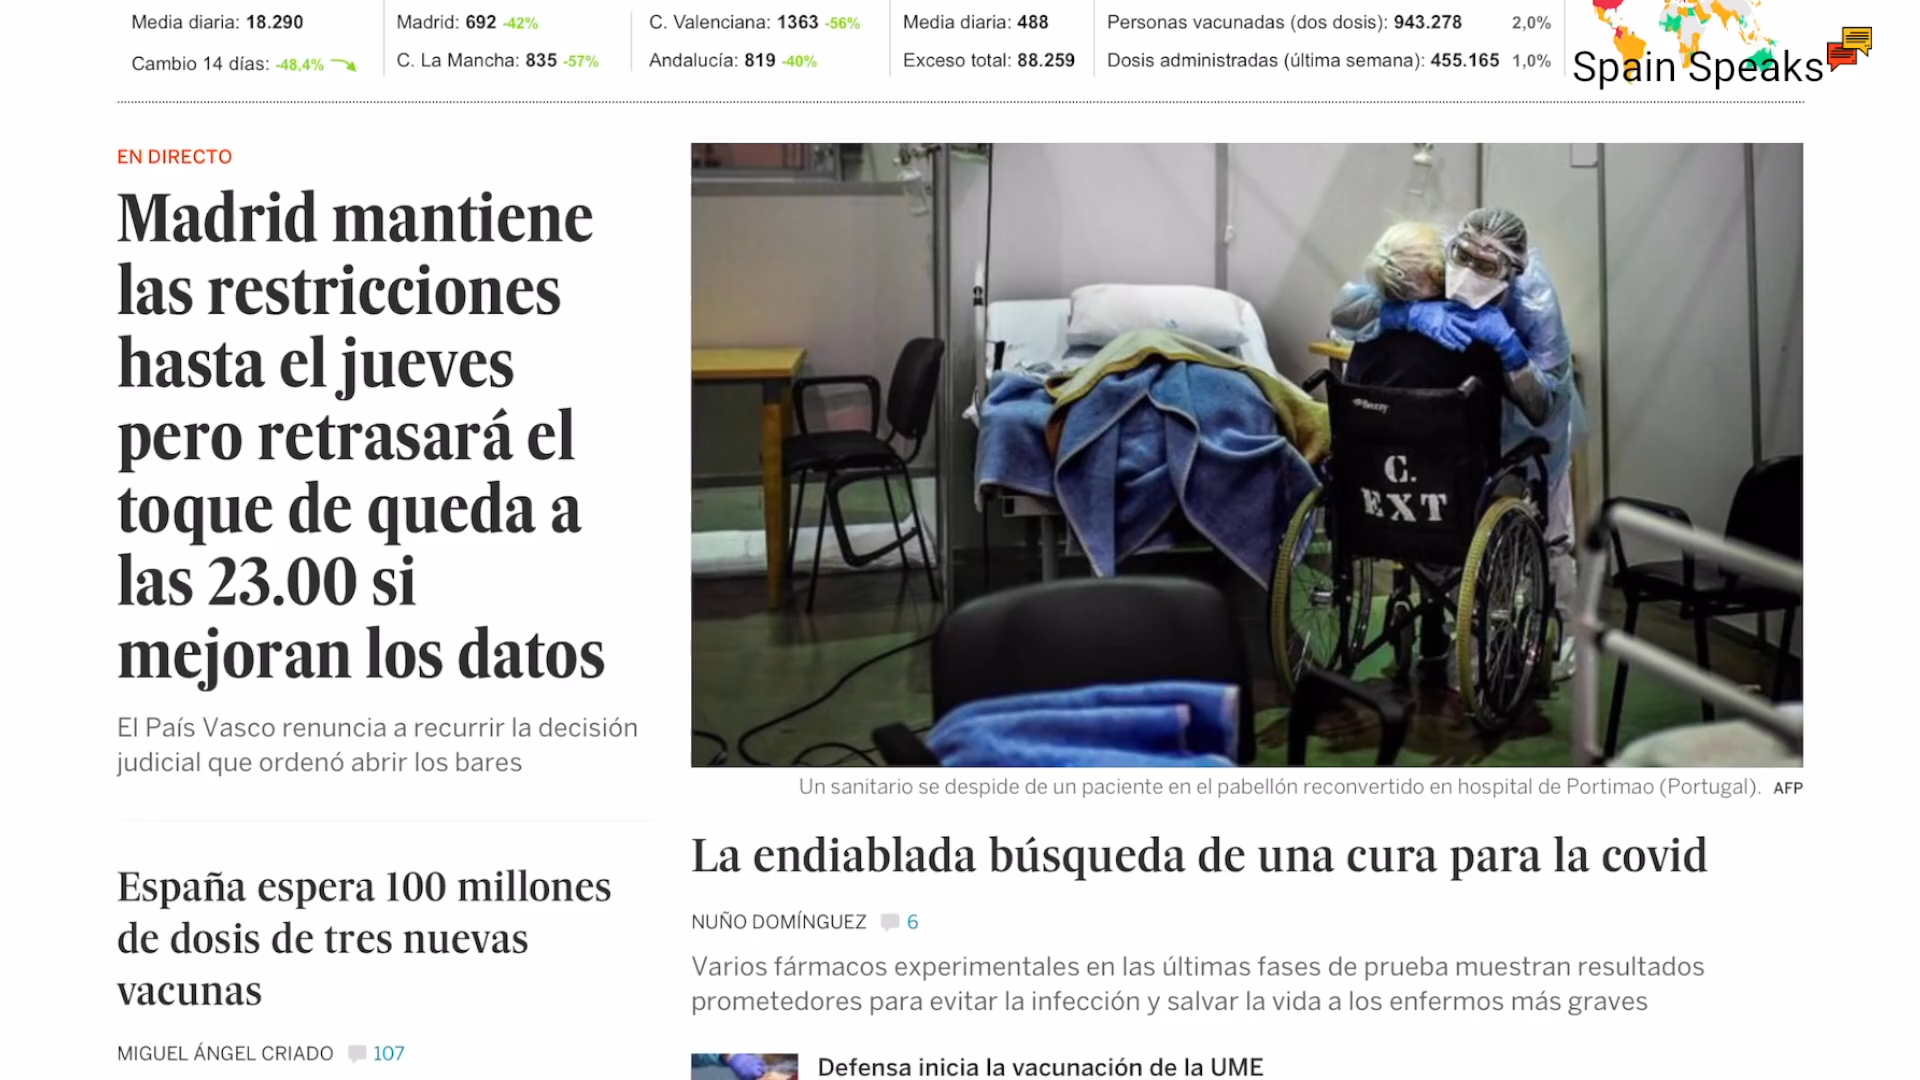 Media diaria: 18.290
Cambio 14 días: -48,4%
Madrid: 692 -42%
C. La Mancha: 835 -57%
C. Valenciana: 1363 -56%
Andalucía: 819 -40%
Media diaria: 488
Exceso total: 88.259
Personas vacunadas (dos dosis): 943.278 2,0%
Dosis administradas (última semana): 455.165 1,0%
Spain Speaks
EN DIRECTO
Madrid mantiene
las restricciones
hasta el jueves
pero retrasará el
toque de queda a
las 23.00 si
mejoran los datos
El País Vasco renuncia a recurrir la decisión
judicial que ordenó abrir los bares
España espera 100 millones
de dosis de tres nuevas
vacunas
MIGUEL ÁNGEL CRIADO 107
C.
EXT
Un sanitario se despide de un paciente en el pabellón reconvertido en hospital de Portimao (Portugal). AFP
La endiablada búsqueda de una cura para la covid
NUÑO DOMÍNGUEZ 6
Varios fármacos experimentales en las últimas fases de prueba muestran resultados
prometedores para evitar la infección y salvar la vida a los enfermos más graves
Defensa inicia la vacunación de la UME